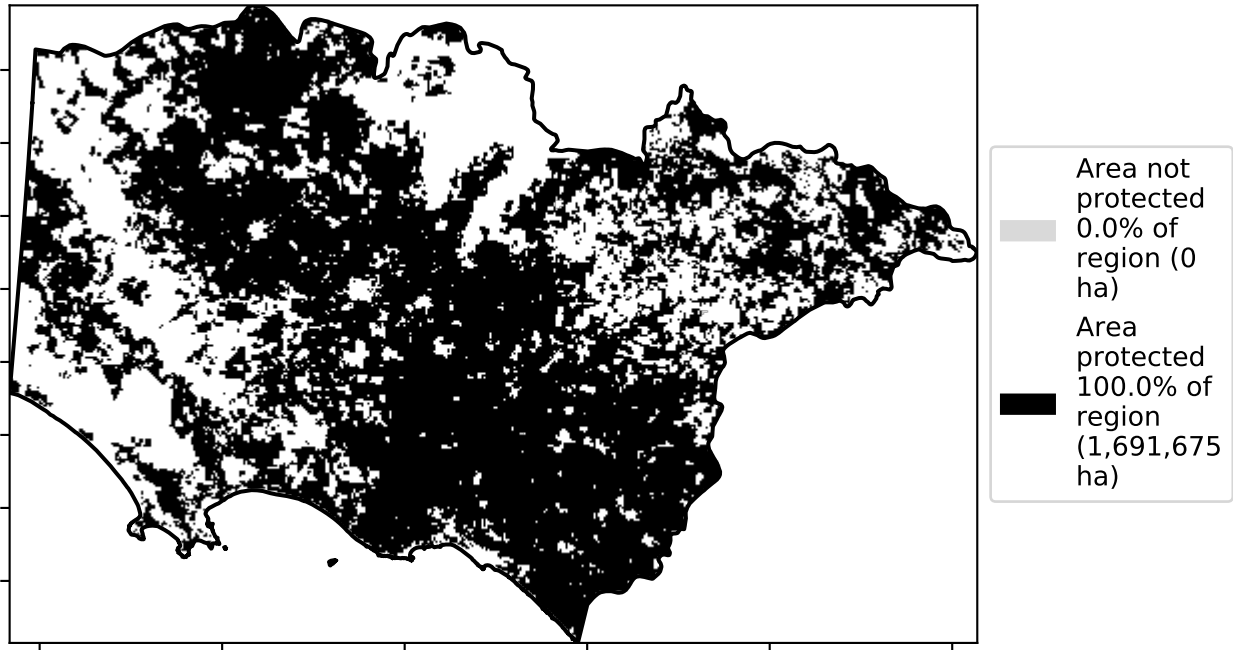 Area not
protected
0.0% of
region (0
ha)
Area
protected
100.0% of
region
(1,691,675
ha)